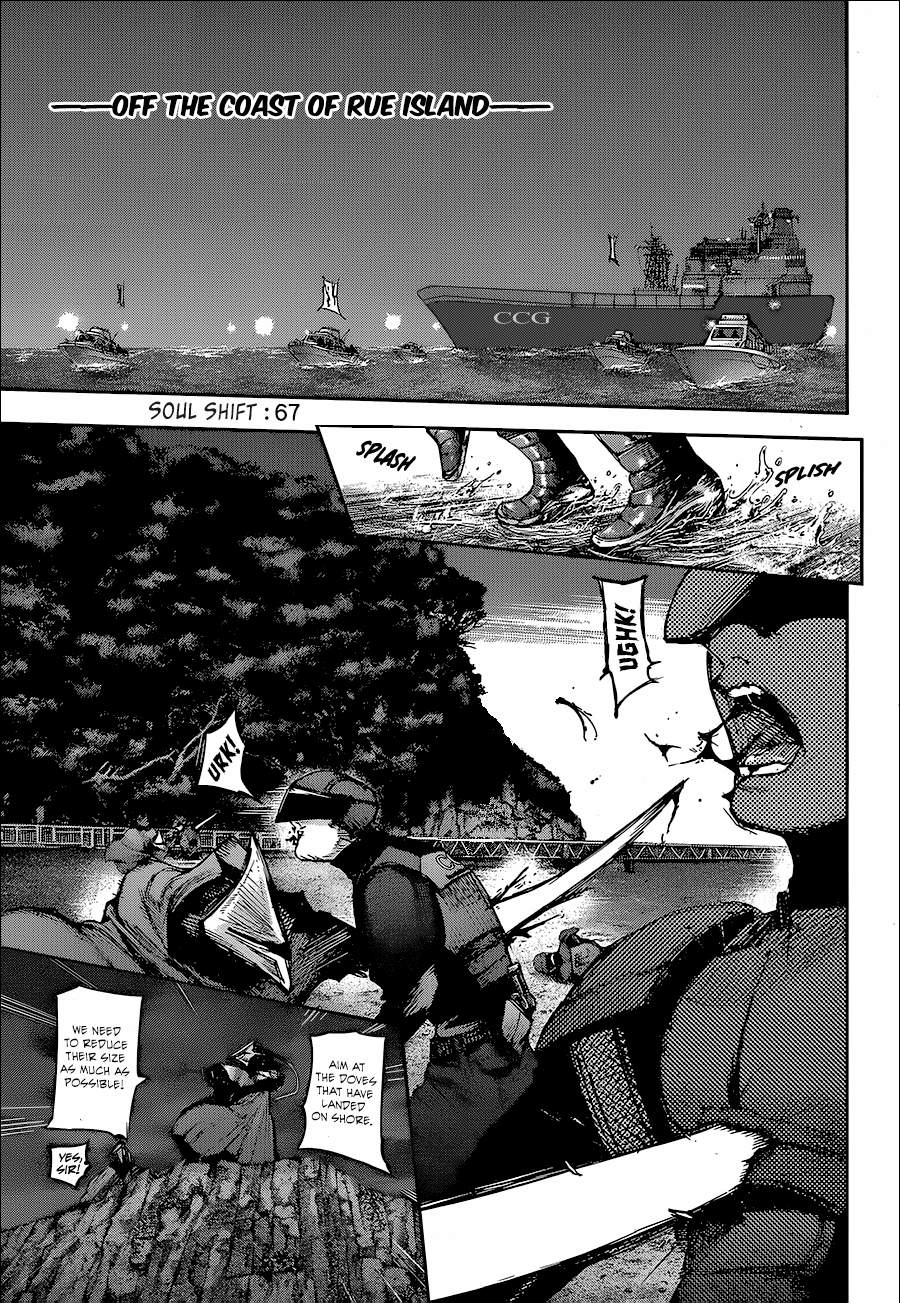 OFF THE COAST OF RUE ISLAND
CCG
SOUL SHIFT : 67
SPLISH
SPLASH
UGHK!
URK!
AIM AT
THE DOVES
THAT HAVE
LANDED
ON SHORE.
WE NEED
TO REDUCE
THEIR SIZE
AS MUCH AS
POSSIBLE!
YES,
SIR!